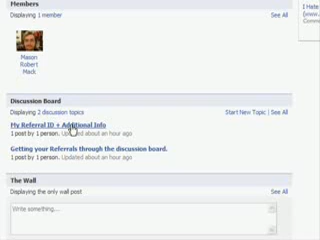 Members
Displaying 1 member
See All
I Hate
Mason
Robert
Mack
Discussion Board
Displaying 2 discussion topics
Start New Topic | See All
My Referral ID + Additional Info
1 post by 1 person. Updated about an hour ago
Getting your Referrals through the discussion board.
1 post by 1 person. Updated about an hour ago
The Wall
Displaying the only wall post
See All
Write something...